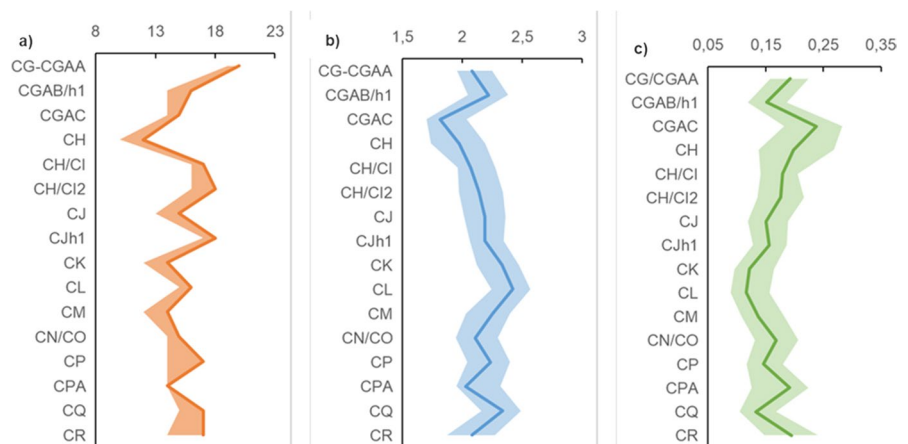 a)
8 13 18 23
CG-CGAA
CGAB/h1
CGAC
CH
CH/CI
CH/CI2
CJ
CJh1
CK
CL
CM
CN/CO
CP
CPA
CQ
CR
b)
1,5 2 2,5 3
CG-CGAA
CGAB/h1
CGAC
CH
CH/CI
CH/CI2
CJ
CJh1
CK
CL
CM
CN/CO
CP
CPA
CQ
CR
c)
0,05 0,15 0,25 0,35
CG/CGAA
CGAB/h1
CGAC
CH
CH/CI
CH/CI2
CJ
CJh1
CK
CL
CM
CN/CO
CP
CPA
CQ
CR